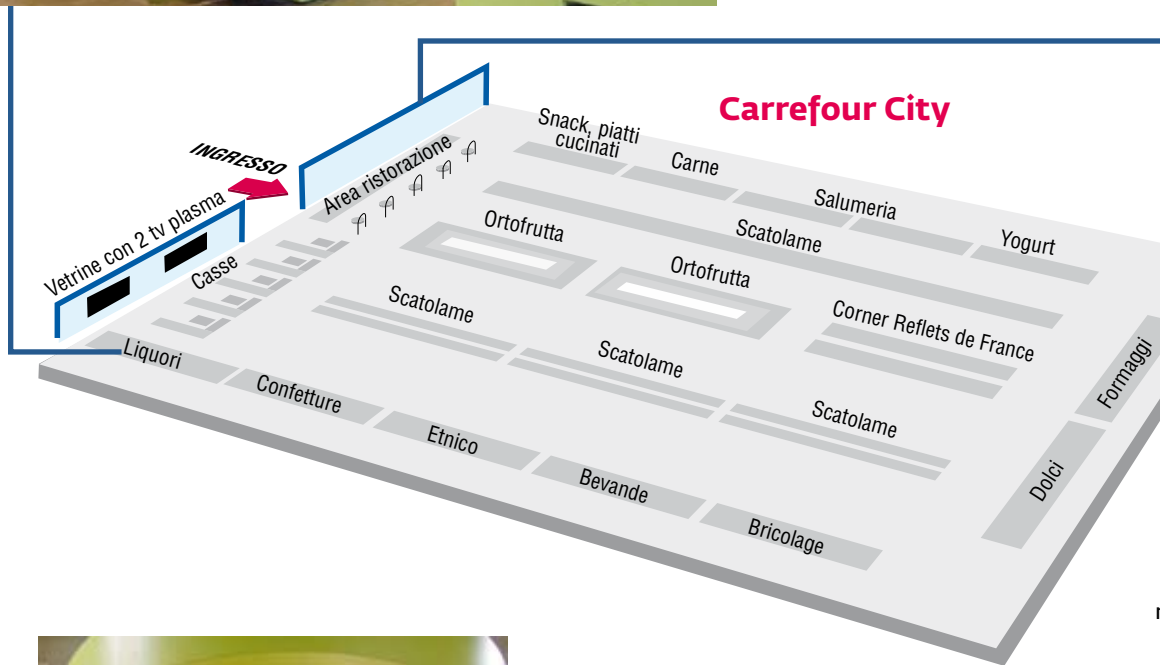 Carrefour City
Snack, piatti
cucinati
Carne
Salumeria
Yogurt
INGRESSO
Area ristorazione
Scatolame
Ortofrutta
Ortofrutta
Vetrine con 2 tv plasma
Casse
Scatolame
Corner Reflets de France
Scatolame
Formaggi
Liquori
Scatolame
Confetture
Etnico
Dolci
Bevande
Bricolage